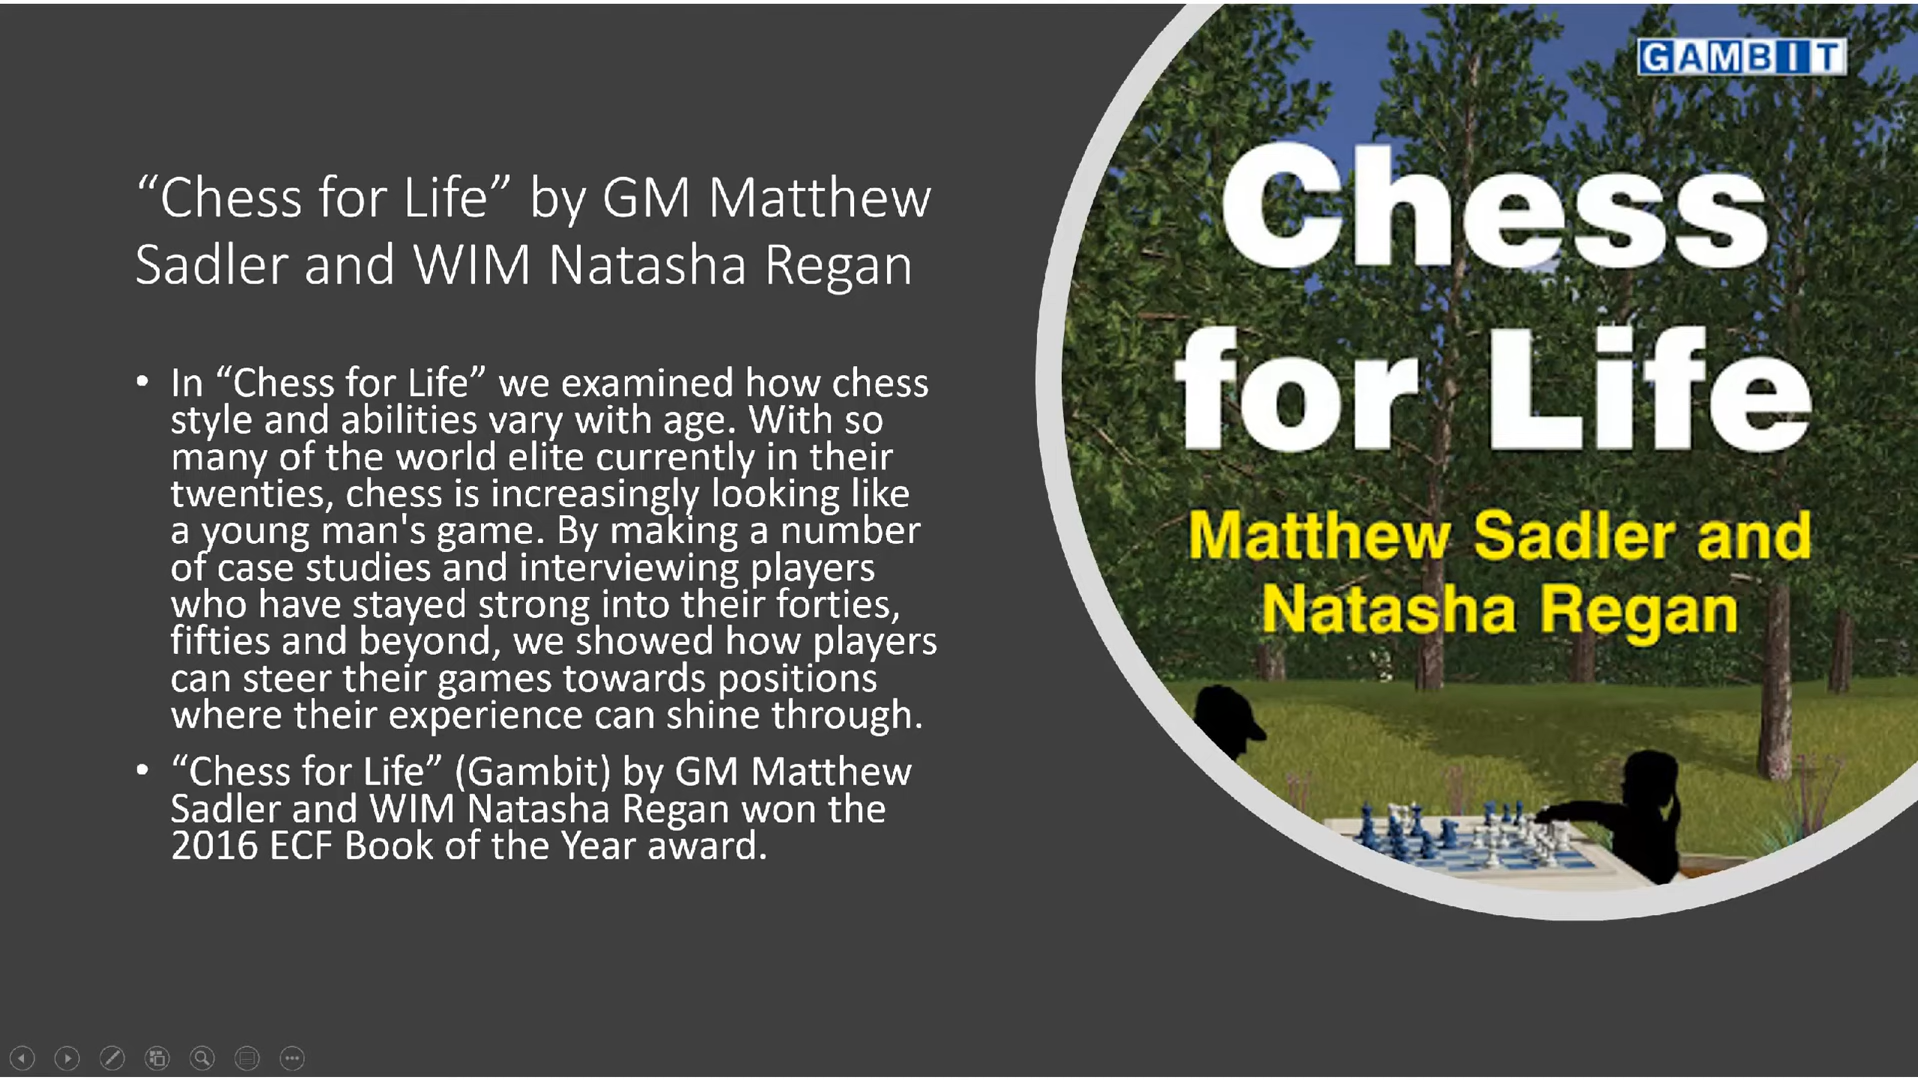 “Chess for Life” by GM Matthew
Sadler and WIM Natasha Regan
• In “Chess for Life” we examined how chess
style and abilities vary with age. With so
many of the world elite currently in their
twenties, chess is increasingly looking like
a young man's game. By making a number
of case studies and interviewing players
who have stayed strong into their forties,
fifties and beyond, we showed how players
can steer their games towards positions
where their experience can shine through.
• “Chess for Life” (Gambit) by GM Matthew
Sadler and WIM Natasha Regan won the
2016 ECF Book of the Year award.
GAMBIT
Chess
for Life
Matthew Sadler and
Natasha Regan